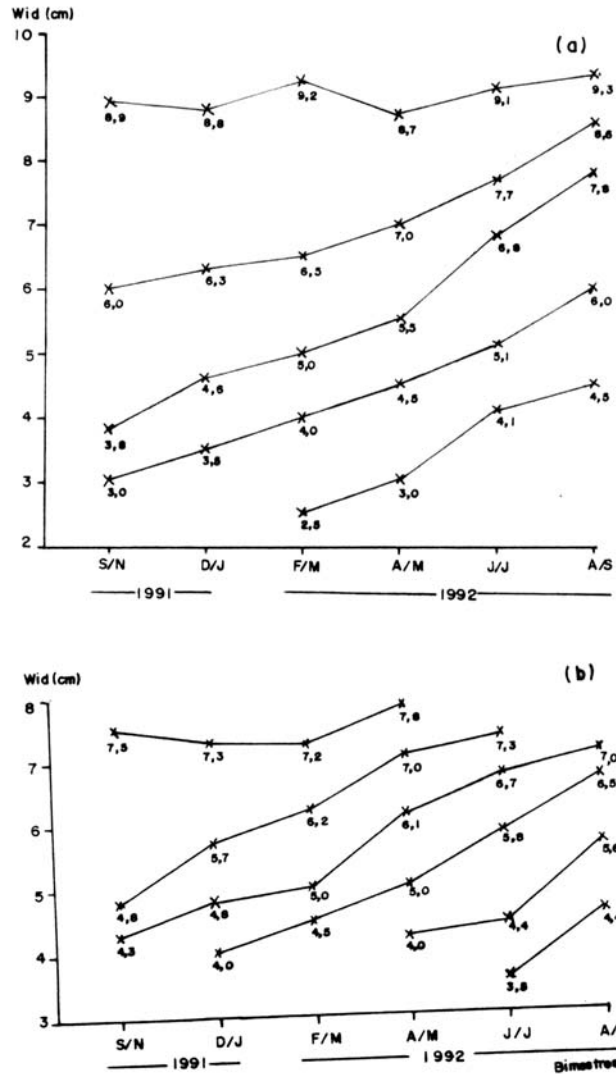 Wid (cm)
(a)
10
9
8
7
6
5
4
3
2
8,9 8,8 9,2 8,7 9,1 9,3
6,0 6,3 6,5 7,0 7,7 8,6
3,8 4,6 5,0 5,5 6,8 7,8
3,0 3,5 4,0 4,5 5,1 6,0
2,5 3,0 4,1 4,5
S/N D/J F/M A/M J/J A/S
1991 1992
Wid (cm)
(b)
8
7
6
5
4
3
7,5 7,3 7,2 7,8
4,8 5,7 6,2 7,0 7,3
4,3 4,8 5,0 6,1 6,7 7,0
4,0 4,5 5,0 5,8 6,5
4,0 4,4 5,6
3,8
S/N D/J F/M A/M J/J A/
1991 1992
Bimestres